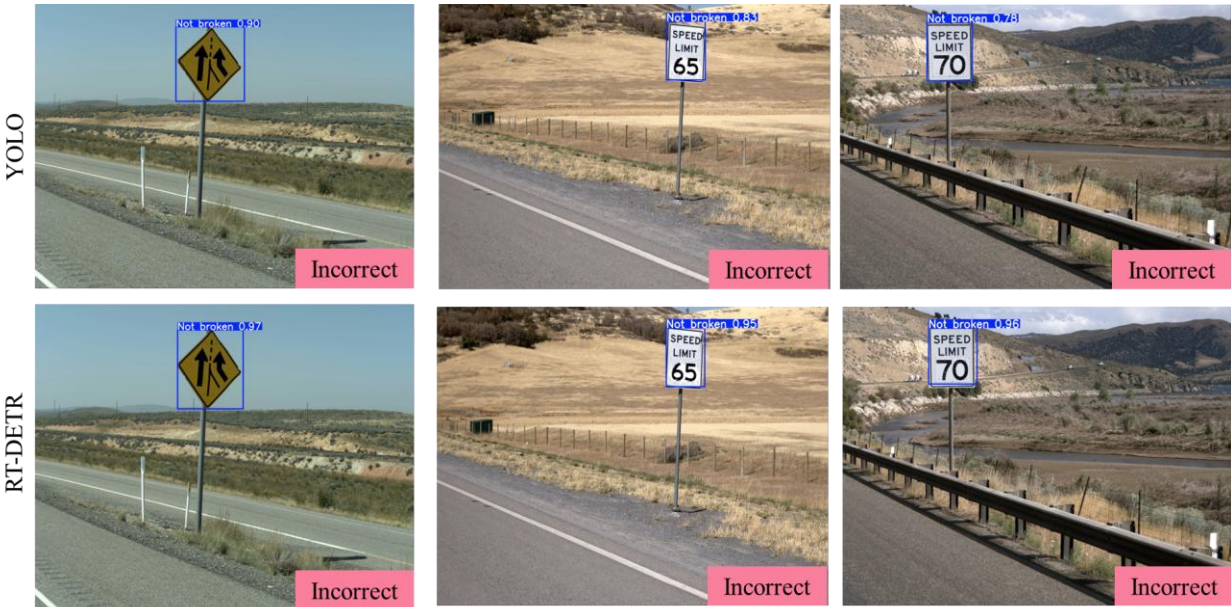 YOLO
Not broken 0.90
Incorrect
Not broken 0.83
SPEED
LIMIT
65
Incorrect
Not broken 0.78
SPEED
LIMIT
70
Incorrect
RT-DETR
Not broken 0.97
Incorrect
Not broken 0.95
SPEED
LIMIT
65
Incorrect
Not broken 0.96
SPEED
LIMIT
70
Incorrect